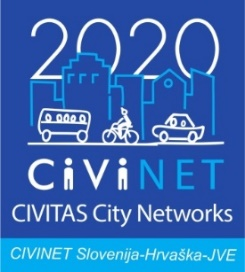 2020
CiViNET
CIVITAS City Networks
CIVINET Slovenija-Hrvaška-JVE